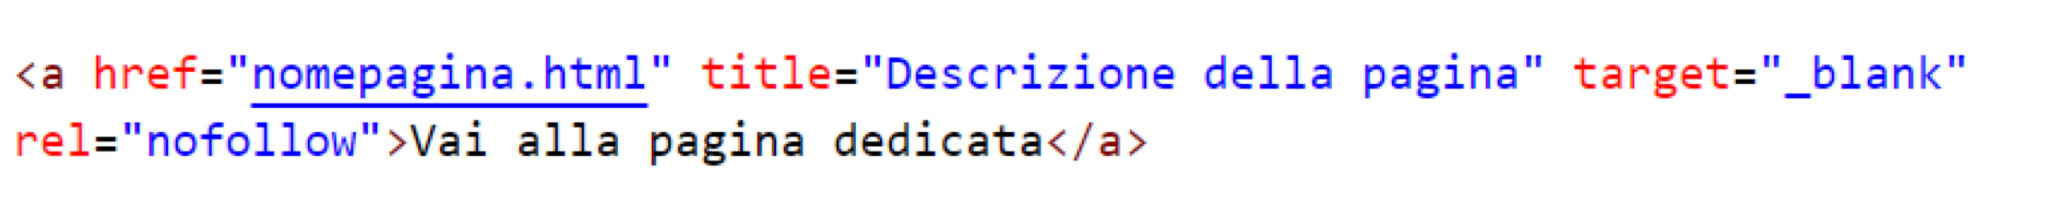 <a href="nomepagina.html" title="Descrizione della pagina" target="_blank"
rel="nofollow">Vai alla pagina dedicata</a>